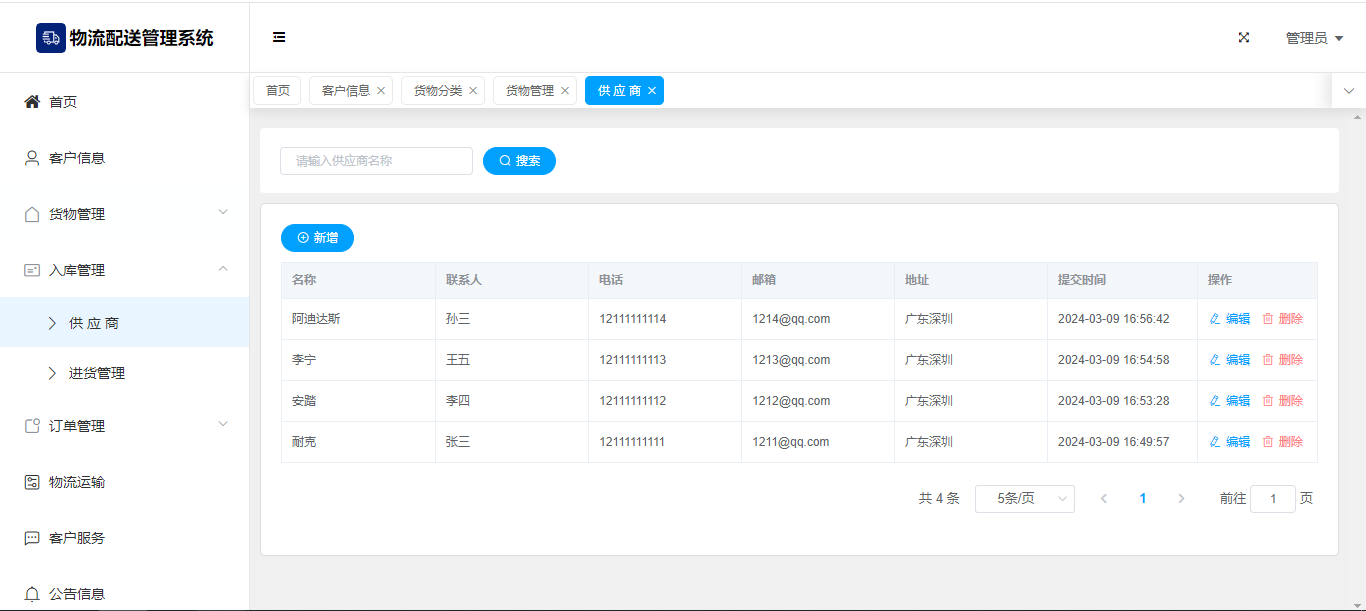 物流配送管理系统
管理员
首页
客户信息
货物管理
入库管理
供 应 商
进货管理
订单管理
物流运输
客户服务
公告信息
首页 客户信息 货物分类 货物管理 供 应 商
请输入供应商名称 搜索
新增
名称 联系人 电话 邮箱 地址 提交时间 操作
阿迪达斯 孙三 12111111114 1214@qq.com 广东深圳 2024-03-09 16:56:42 编辑 删除
李宁 王五 12111111113 1213@qq.com 广东深圳 2024-03-09 16:54:58 编辑 删除
安踏 李四 12111111112 1212@qq.com 广东深圳 2024-03-09 16:53:28 编辑 删除
耐克 张三 12111111111 1211@qq.com 广东深圳 2024-03-09 16:49:57 编辑 删除
共 4 条 5条/页 1 前往 1 页